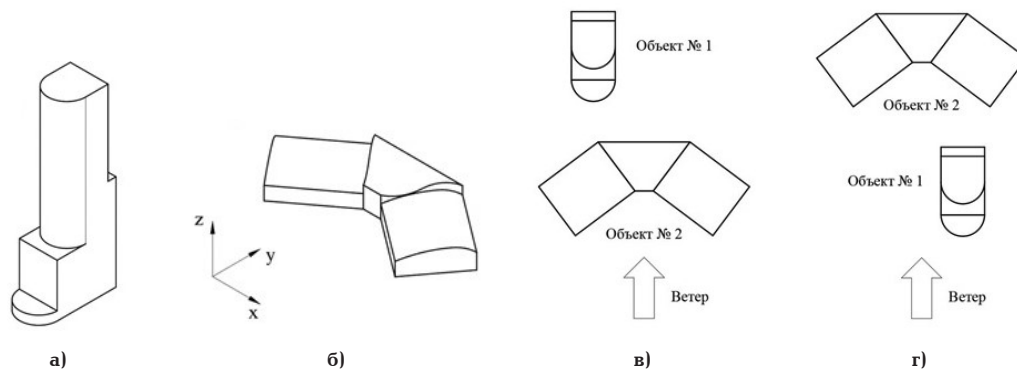 z
y
x
Объект № 1
Объект № 2
Ветер
Объект № 2
Объект № 1
Ветер
а)
б)
в)
г)